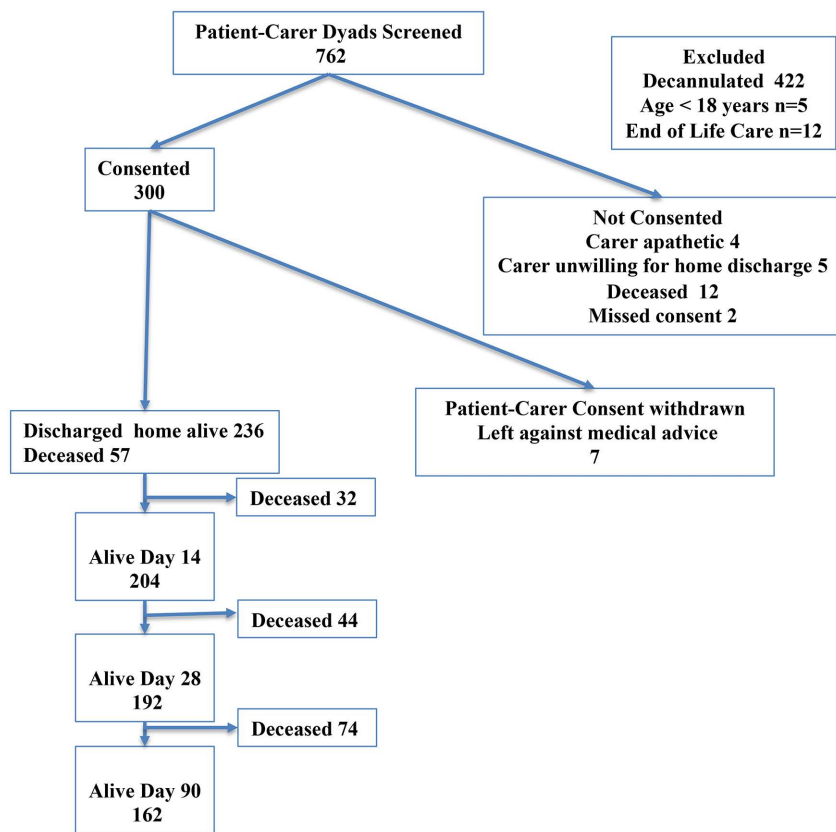 Patient-Carer Dyads Screened
762
Excluded
Decannulated 422
Age < 18 years n=5
End of Life Care n=12
Consented
300
Not Consented
Carer apathetic 4
Carer unwilling for home discharge 5
Deceased 12
Missed consent 2
Patient-Carer Consent withdrawn
Left against medical advice
7
Discharged home alive 236
Deceased 57
Deceased 32
Alive Day 14
204
Deceased 44
Alive Day 28
192
Deceased 74
Alive Day 90
162